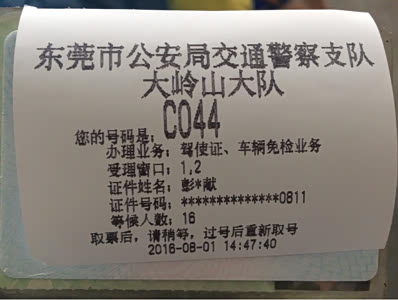 东莞市公安局交通警察支队
大岭山大队
您的号码是: C044
办理业务: 驾使证、车辆免检业务
受理窗口: 1,2
证件姓名: 彭*献
证件号码: **************0811
等候人数: 16
取票后, 请稍等, 过号后重新取号
2018-08-01 14:47:40